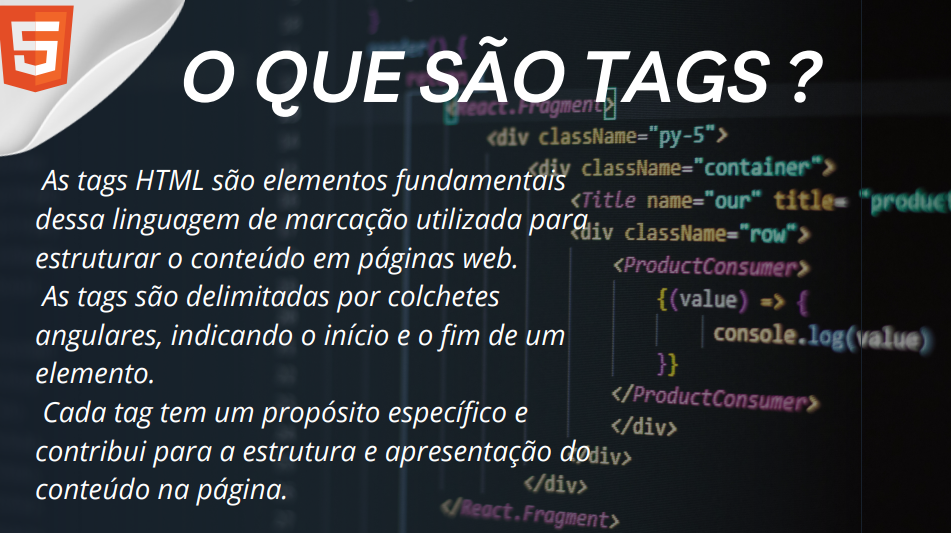 O QUE SÃO TAGS ?
As tags HTML são elementos fundamentais
dessa linguagem de marcação utilizada para
estruturar o conteúdo em páginas web.
As tags são delimitadas por colchetes
angulares, indicando o início e o fim de um
elemento.
Cada tag tem um propósito específico e
contribui para a estrutura e apresentação do
conteúdo na página.
<React.Fragment>
<div className="py-5">
<div className="container">
<Title name="our" title= "product
<div className="row">
<ProductConsumer>
{(value) => {
console.log(value)
}}
</ProductConsumer>
</div>
</div>
</div>
</React.Fragment>